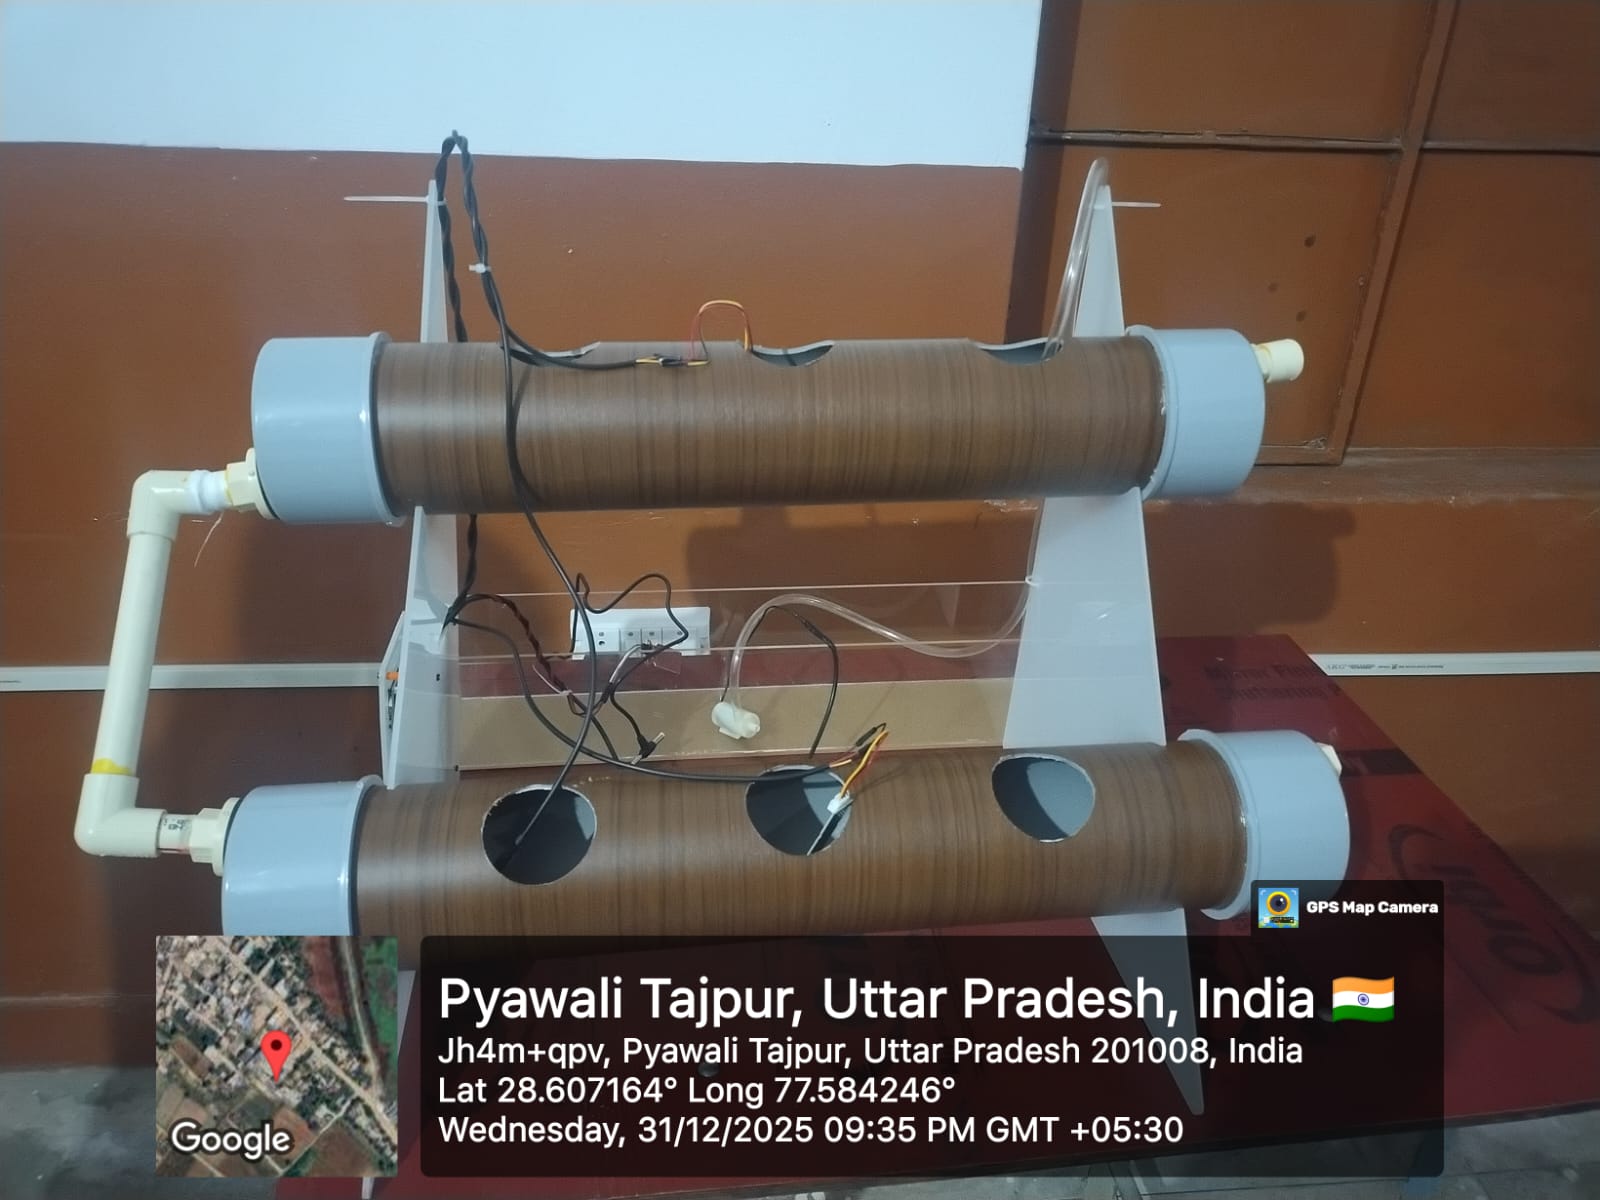 GPS Map Camera
Pyawali Tajpur, Uttar Pradesh, India
Jh4m+qpv, Pyawali Tajpur, Uttar Pradesh 201008, India
Lat 28.607164° Long 77.584246°
Wednesday, 31/12/2025 09:35 PM GMT +05:30
Google